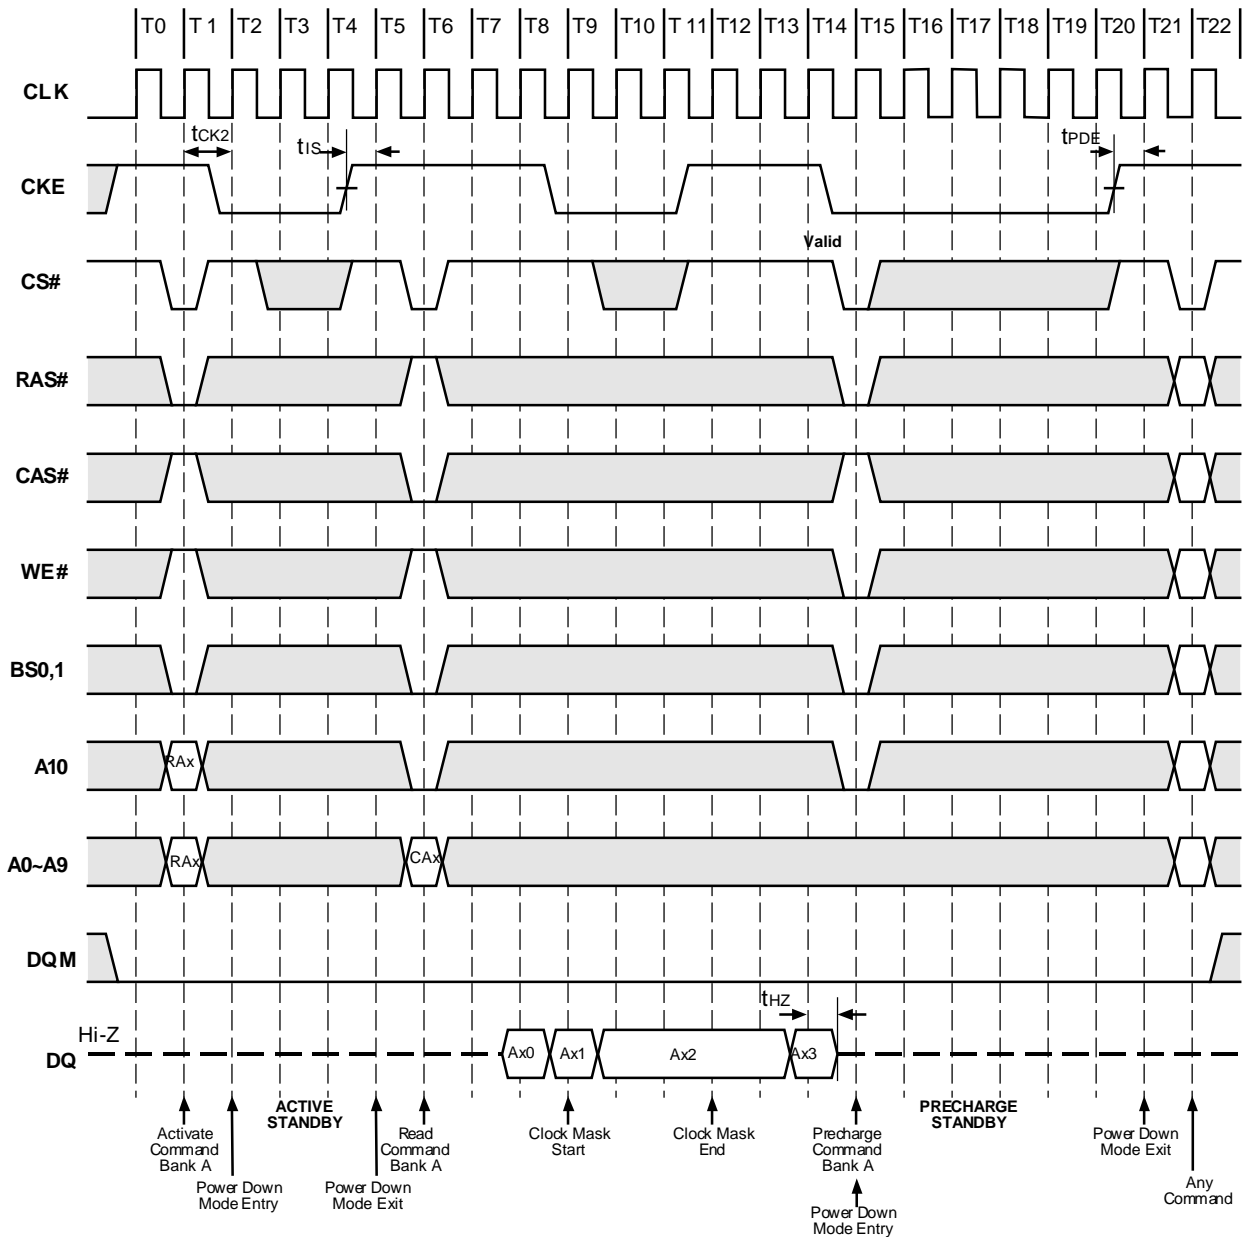 T0 T 1 T2 T3 T4 T5 T6 T7 T8 T9 T10 T 11 T12 T13 T14 T15 T16 T17 T18 T19 T20 T21 T22
CLK
tCK2
tIS
tPDE
CKE
Valid
CS#
RAS#
CAS#
WE#
BS0,1
A10
RAx
A0~A9
RAx
CAx
DQM
tHZ
Hi-Z
DQ
Ax0
Ax1
Ax2
Ax3
ACTIVE
STANDBY
PRECHARGE
STANDBY
Activate
Command
Bank A
Read
Command
Bank A
Clock Mask
Start
Clock Mask
End
Precharge
Command
Bank A
Power Down
Mode Exit
Power Down
Mode Entry
Power Down
Mode Exit
Any
Command
Power Down
Mode Entry